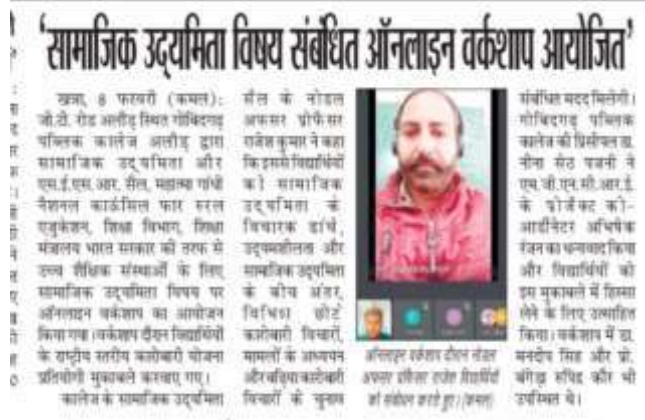 'सामाजिक उद्यमिता विषय संबंधित ऑनलाइन वर्कशाप आयोजित'
खन्ना, 8 फरवरी (कमल):
जी.टी. रोड अलौड़ स्थित गोबिंदगढ़
पब्लिक कालेज अलौड़ द्वारा
सामाजिक उद्यमिता और
एस.ई.एस.आर. सैल, महात्मा गांधी
नैशनल काऊंसिल फार रूरल
एजुकेशन, शिक्षा विभाग, शिक्षा
मंत्रालय भारत सरकार की तरफ से
उच्च शैक्षिक संस्थाओं के लिए
सामाजिक उद्यमिता विषय पर
ऑनलाइन वर्कशाप का आयोजन
किया गया। वर्कशाप दौरान विद्यार्थियों
के राष्ट्रीय स्तरीय कारोबारी योजना
प्रतियोगी मुकाबले करवाए गए।
कालेज के सामाजिक उद्यमिता
सैल के नोडल
अफसर प्रोफैसर
राजेश कुमार ने कहा
कि इससे विद्यार्थियों
को सामाजिक
उद्यमिता के
विचारक ढांचे,
उद्यमशीलता और
सामाजिक उद्यमिता
के बीच अंतर,
विभिन्न छोटे
कारोबारी विचारों,
मामलों के अध्ययन
और बढ़िया कारोबारी
विचारों के चुनाव
ऑनलाइन वर्कशाप दौरान नोडल
अफसर प्रोफैसर राजेश विद्यार्थियों
को संबोधन करते हुए। (कमल)
संबंधित मदद मिलेगी।
गोबिंदगढ़ पब्लिक
कालेज की प्रिंसीपल डा.
नीना सेठ पजनी ने
एम.जी.एन.सी.आर.ई.
के प्रोजैक्ट को-
आर्डीनेटर अभिषेक
रंजन का धन्यवाद किया
और विद्यार्थियों को
इस मुकाबले में हिस्सा
लेने के लिए उत्साहित
किया। वर्कशाप में डा.
मनदीप सिंह और प्रो.
रुपिंद्र कौर भी
उपस्थित थे।